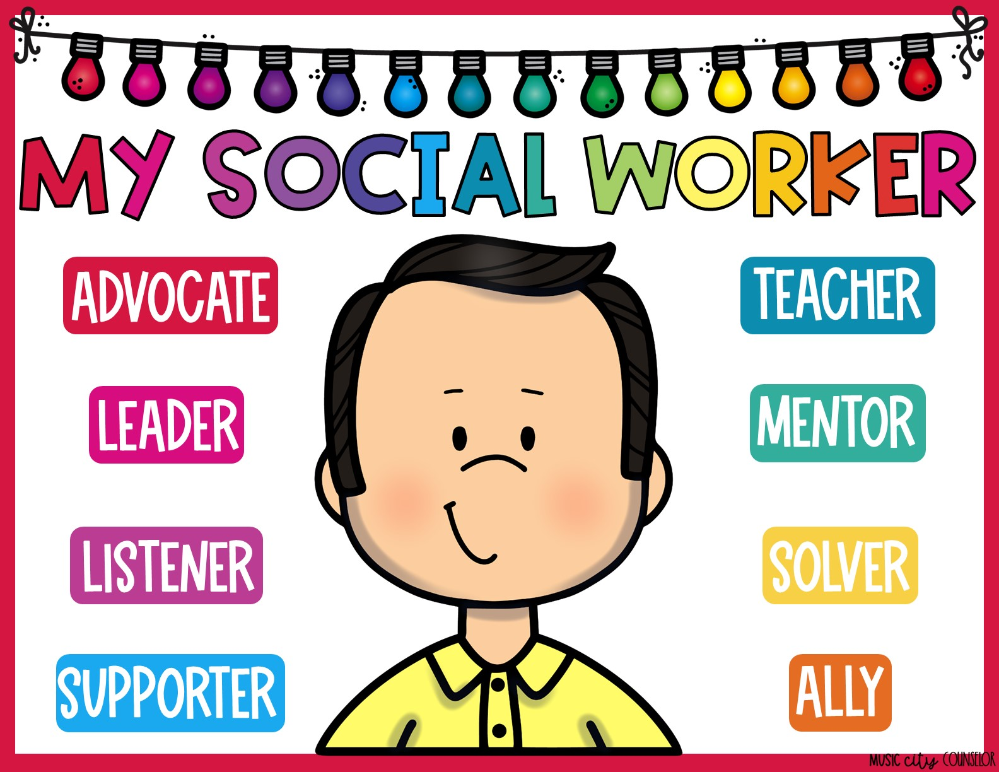 MY SOCIAL WORKER
ADVOCATE
TEACHER
LEADER
MENTOR
LISTENER
SOLVER
SUPPORTER
ALLY
MUSIC city COUNSELOR